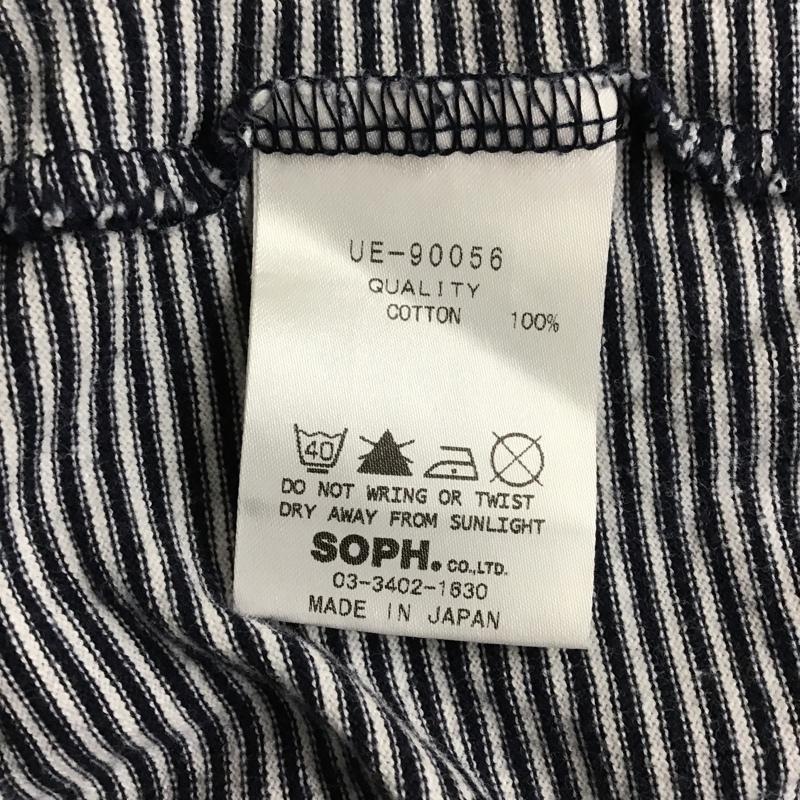 UE-90056
QUALITY
COTTON 100%
40
DO NOT WRING OR TWIST
DRY AWAY FROM SUNLIGHT
SOPH. CO.,LTD.
03-3402-1630
MADE IN JAPAN